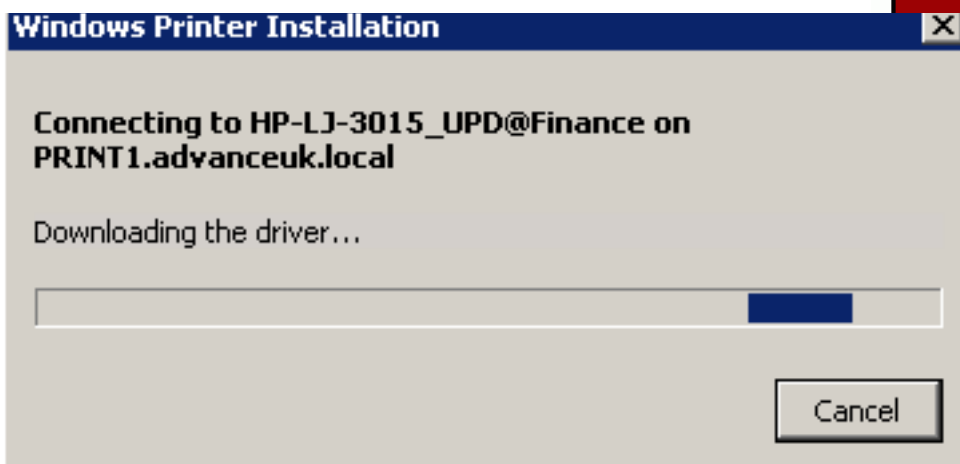 Windows Printer Installation
Connecting to HP-LJ-3015_UPD@Finance on
PRINT1.advanceuk.local
Downloading the driver...
Cancel